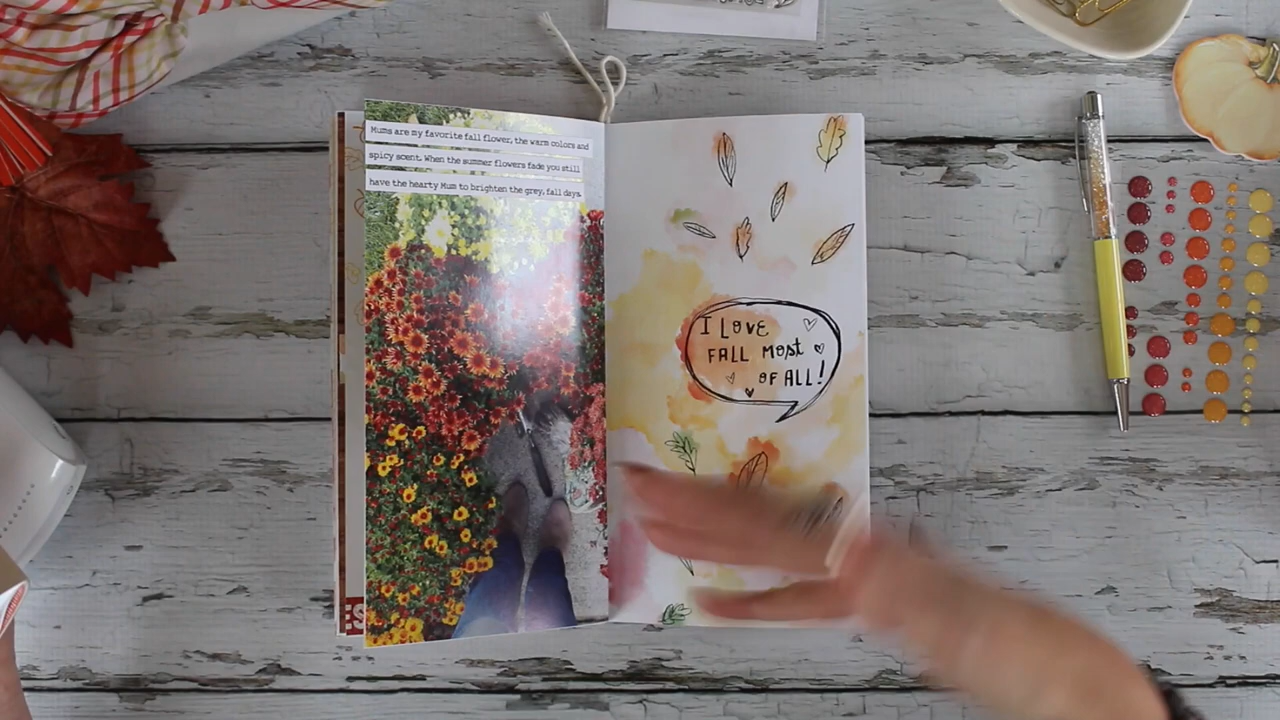 Mums are my favorite fall flower, the warm colors and
spicy scent. When the summer flowers fade you still
have the hearty Mum to brighten the grey, fall days.
I LOVE
FALL MOST
OF ALL!
ES